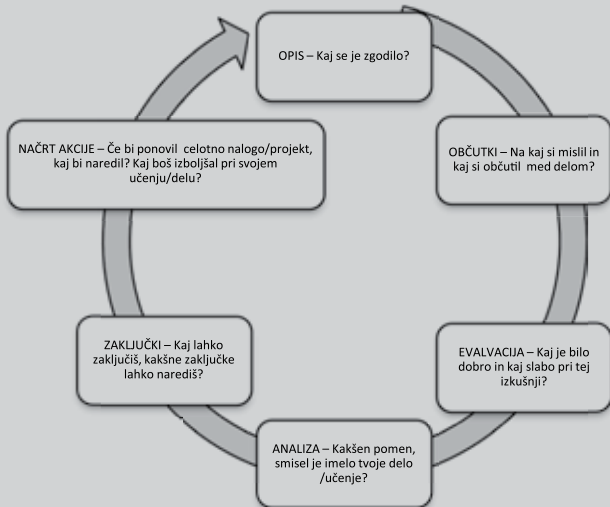 OPIS – Kaj se je zgodilo?
OBČUTKI – Na kaj si mislil in
kaj si občutil med delom?
EVALVACIJA – Kaj je bilo
dobro in kaj slabo pri tej
izkušnji?
ANALIZA – Kakšen pomen,
smisel je imelo tvoje delo
/učenje?
ZAKLJUČKI – Kaj lahko
zaključiš, kakšne zaključke
lahko narediš?
NAČRT AKCIJE – Če bi ponovil celotno nalogo/projekt,
kaj bi naredil? Kaj boš izboljšal pri svojem
učenju/delu?